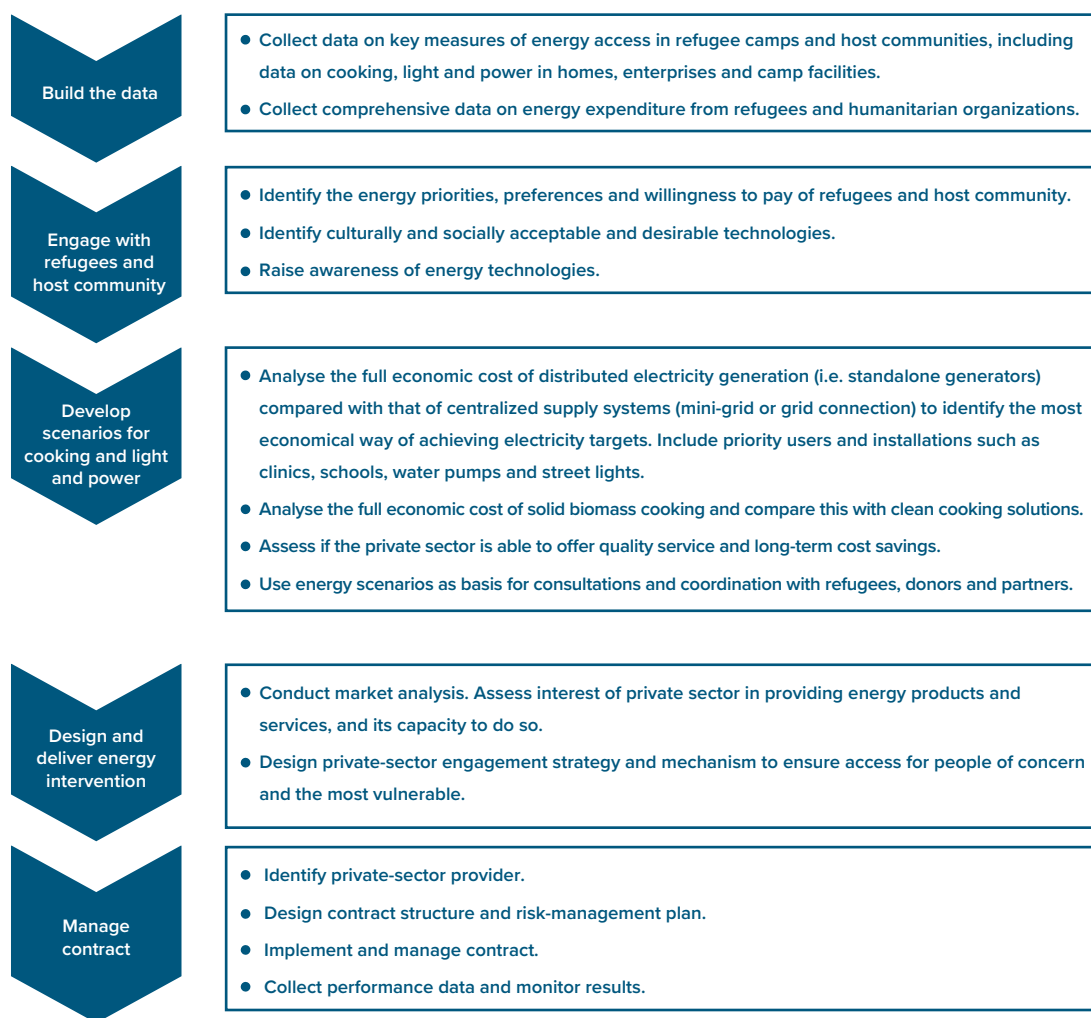 Build the data
● Collect data on key measures of energy access in refugee camps and host communities, including
data on cooking, light and power in homes, enterprises and camp facilities.
● Collect comprehensive data on energy expenditure from refugees and humanitarian organizations.
Engage with
refugees and
host community
● Identify the energy priorities, preferences and willingness to pay of refugees and host community.
● Identify culturally and socially acceptable and desirable technologies.
● Raise awareness of energy technologies.
Develop
scenarios for
cooking and light
and power
● Analyse the full economic cost of distributed electricity generation (i.e. standalone generators)
compared with that of centralized supply systems (mini-grid or grid connection) to identify the most
economical way of achieving electricity targets. Include priority users and installations such as
clinics, schools, water pumps and street lights.
● Analyse the full economic cost of solid biomass cooking and compare this with clean cooking solutions.
● Assess if the private sector is able to offer quality service and long-term cost savings.
● Use energy scenarios as basis for consultations and coordination with refugees, donors and partners.
Design and
deliver energy
intervention
● Conduct market analysis. Assess interest of private sector in providing energy products and
services, and its capacity to do so.
● Design private-sector engagement strategy and mechanism to ensure access for people of concern
and the most vulnerable.
Manage
contract
● Identify private-sector provider.
● Design contract structure and risk-management plan.
● Implement and manage contract.
● Collect performance data and monitor results.